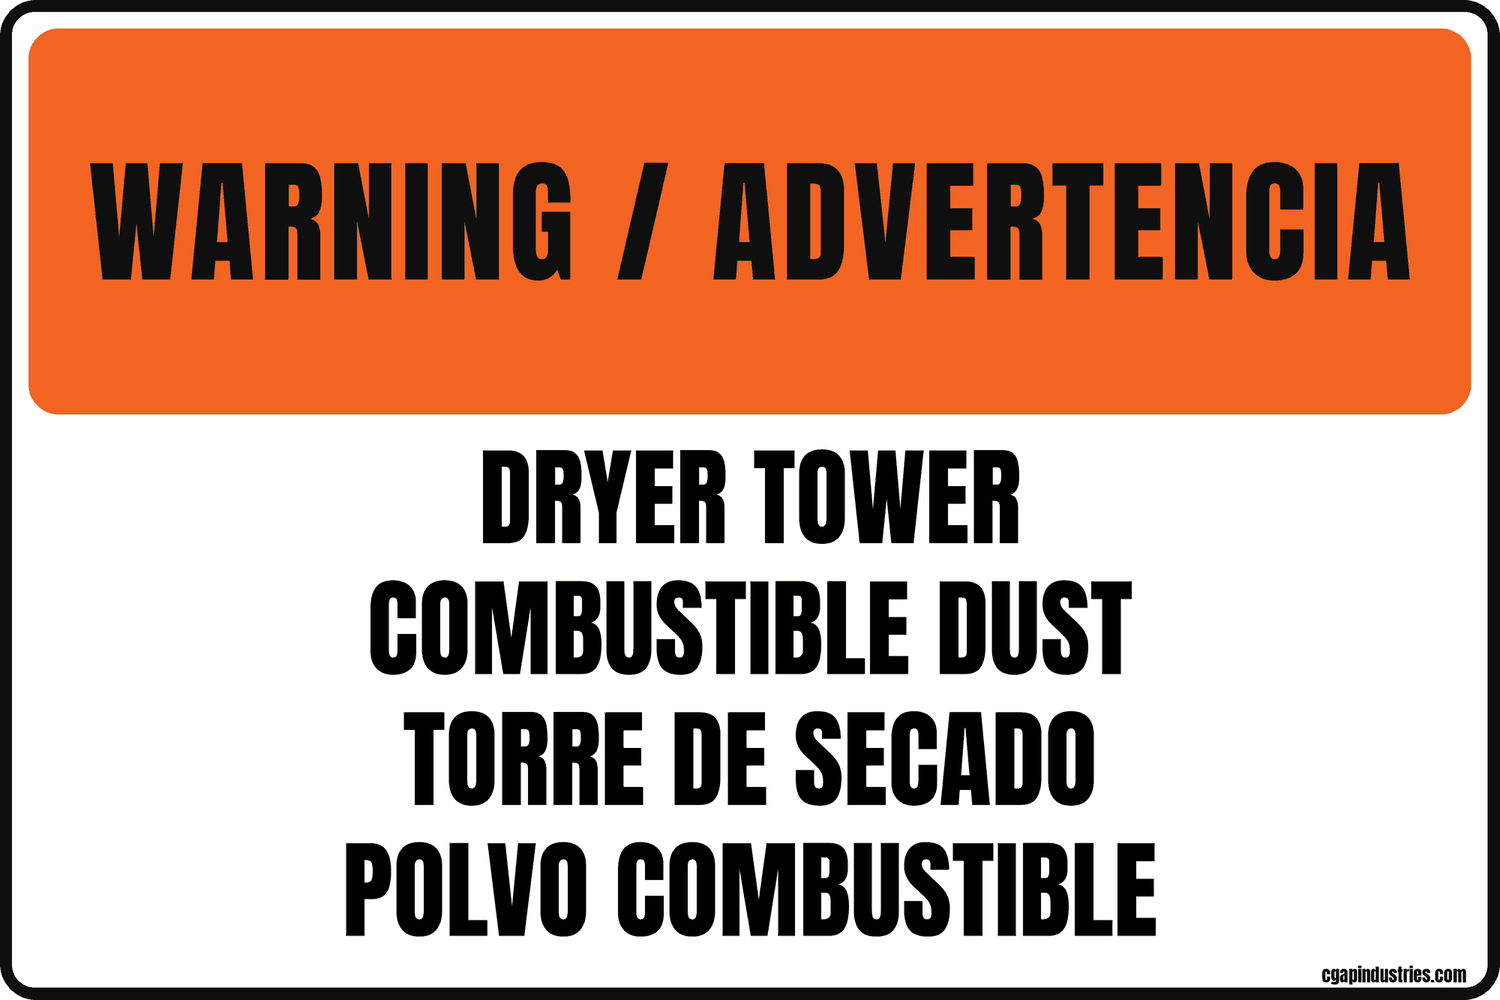 WARNING / ADVERTENCIA
DRYER TOWER
COMBUSTIBLE DUST
TORRE DE SECADO
POLVO COMBUSTIBLE
cgapindustries.com